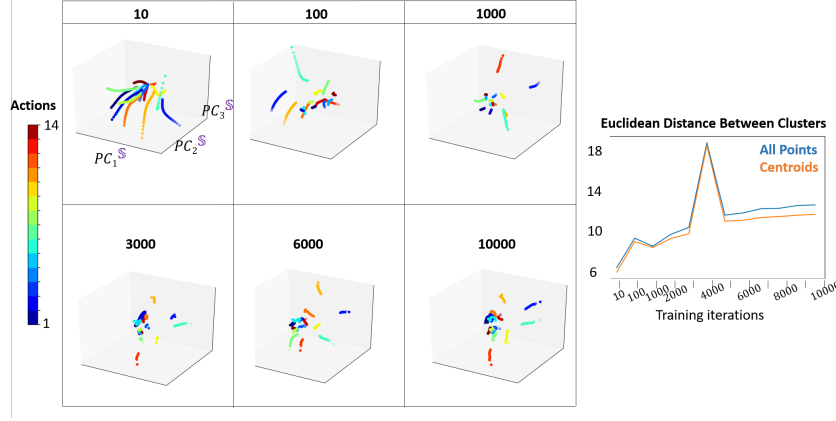 10
100
1000
Actions
14
1
PC₁𝕊
PC₂𝕊
PC₃𝕊
3000
6000
10000
Euclidean Distance Between Clusters
All Points
Centroids
18
14
10
6
10 100 1000 2000 4000 6000 8000 10000
Training iterations